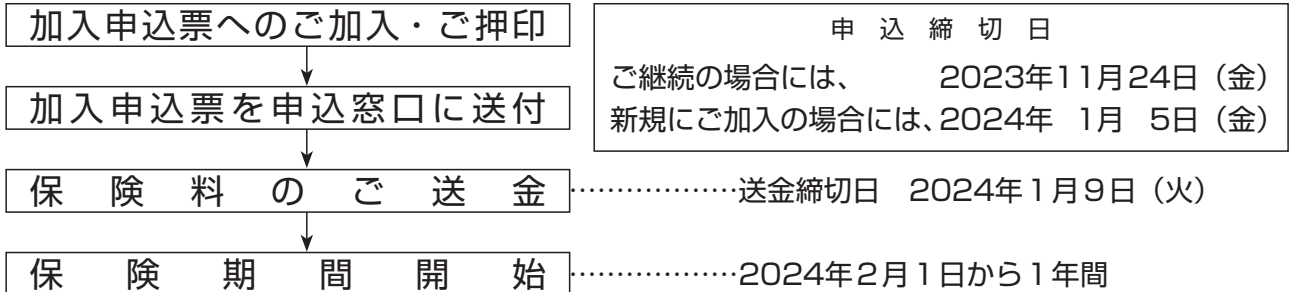 加入申込票へのご加入・ご押印
申込締切日
ご継続の場合には、 2023年11月24日（金）
新規にご加入の場合には、2024年 1月 5日（金）
加入申込票を申込窓口に送付
保険料のご送金………………送金締切日 2024年1月9日（火）
保険期間開始………………2024年2月1日から1年間